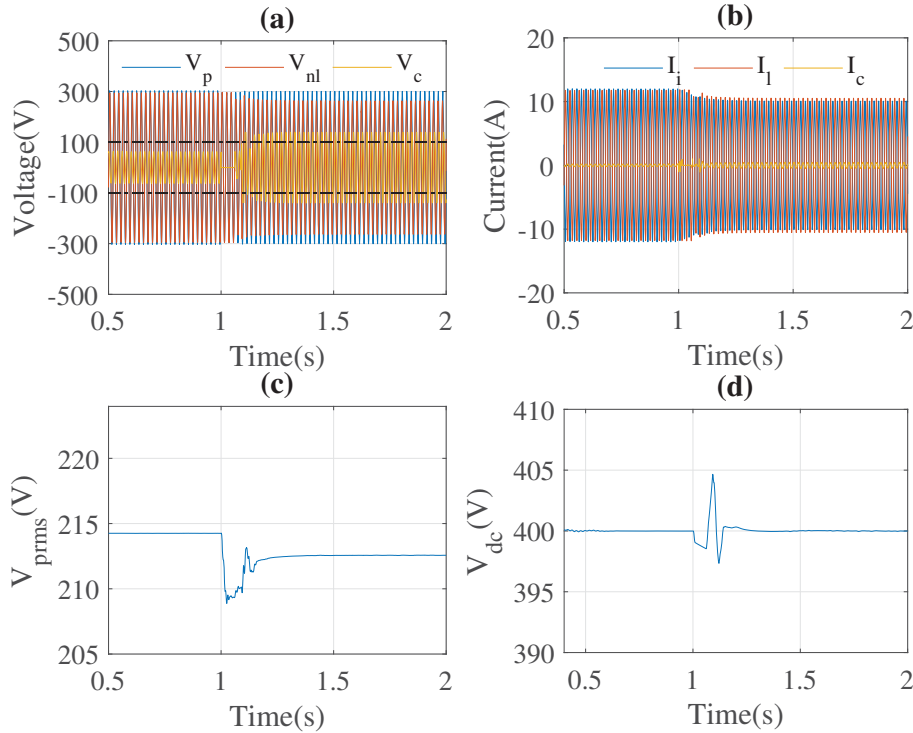 (a)
Voltage(V)
500
300
100
-100
-300
-500
V_p V_nl V_c
0.5 1 1.5 2
Time(s)
(b)
Current(A)
20
10
0
-10
-20
I_i I_l I_c
0.5 1 1.5 2
Time(s)
(c)
V_prms(V)
220
215
210
205
0.5 1 1.5 2
Time(s)
(d)
V_dc(V)
410
405
400
395
390
0.5 1 1.5 2
Time(s)